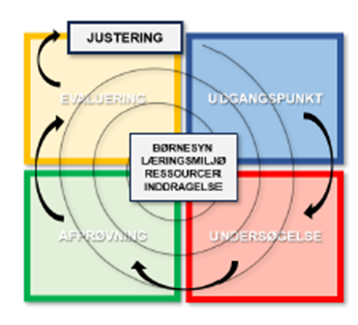 JUSTERING
EVALUERING
UDGANGSPUNKT
BØRNESYN
LÆRINGSMILJØ
RESSOURCER
INDDRAGELSE
AFPRØVNING
UNDERSØGELSE